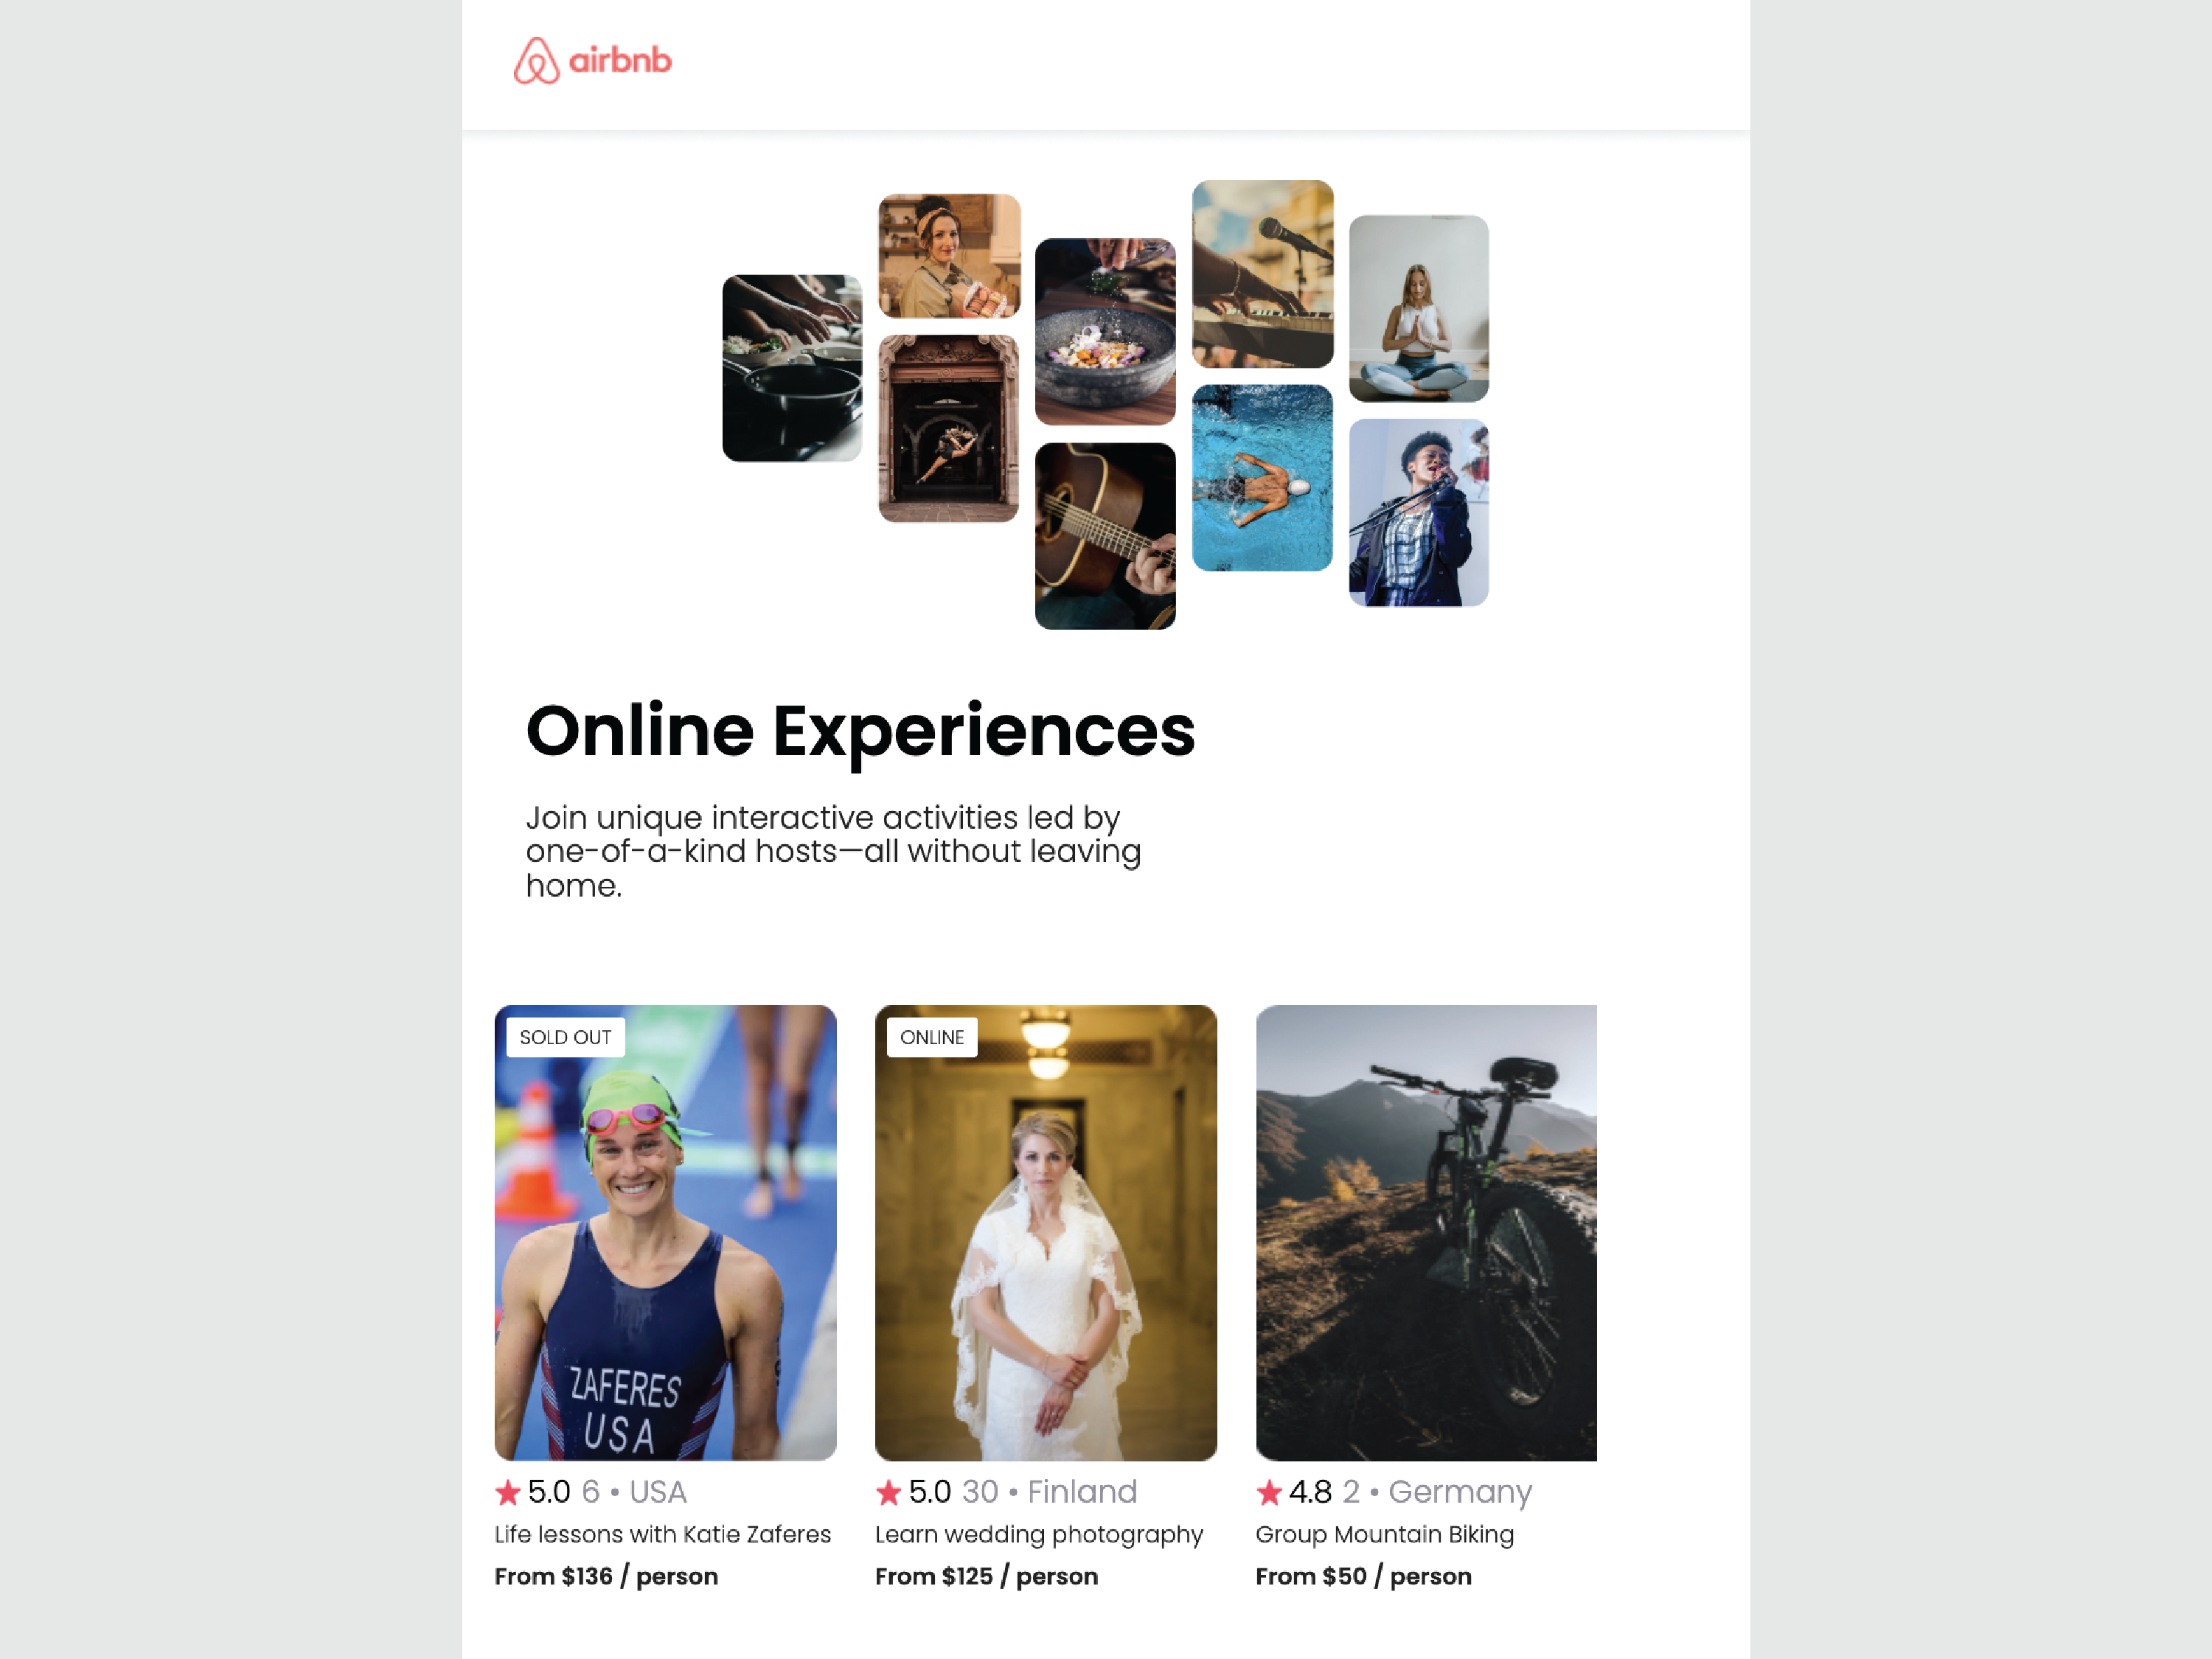 airbnb
Online Experiences
Join unique interactive activities led by
one-of-a-kind hosts—all without leaving
home.
SOLD OUT
ZAFERES
USA
ONLINE
5.0 6 • USA
Life lessons with Katie Zaferes
From $136 / person
5.0 30 • Finland
Learn wedding photography
From $125 / person
4.8 2 • Germany
Group Mountain Biking
From $50 / person